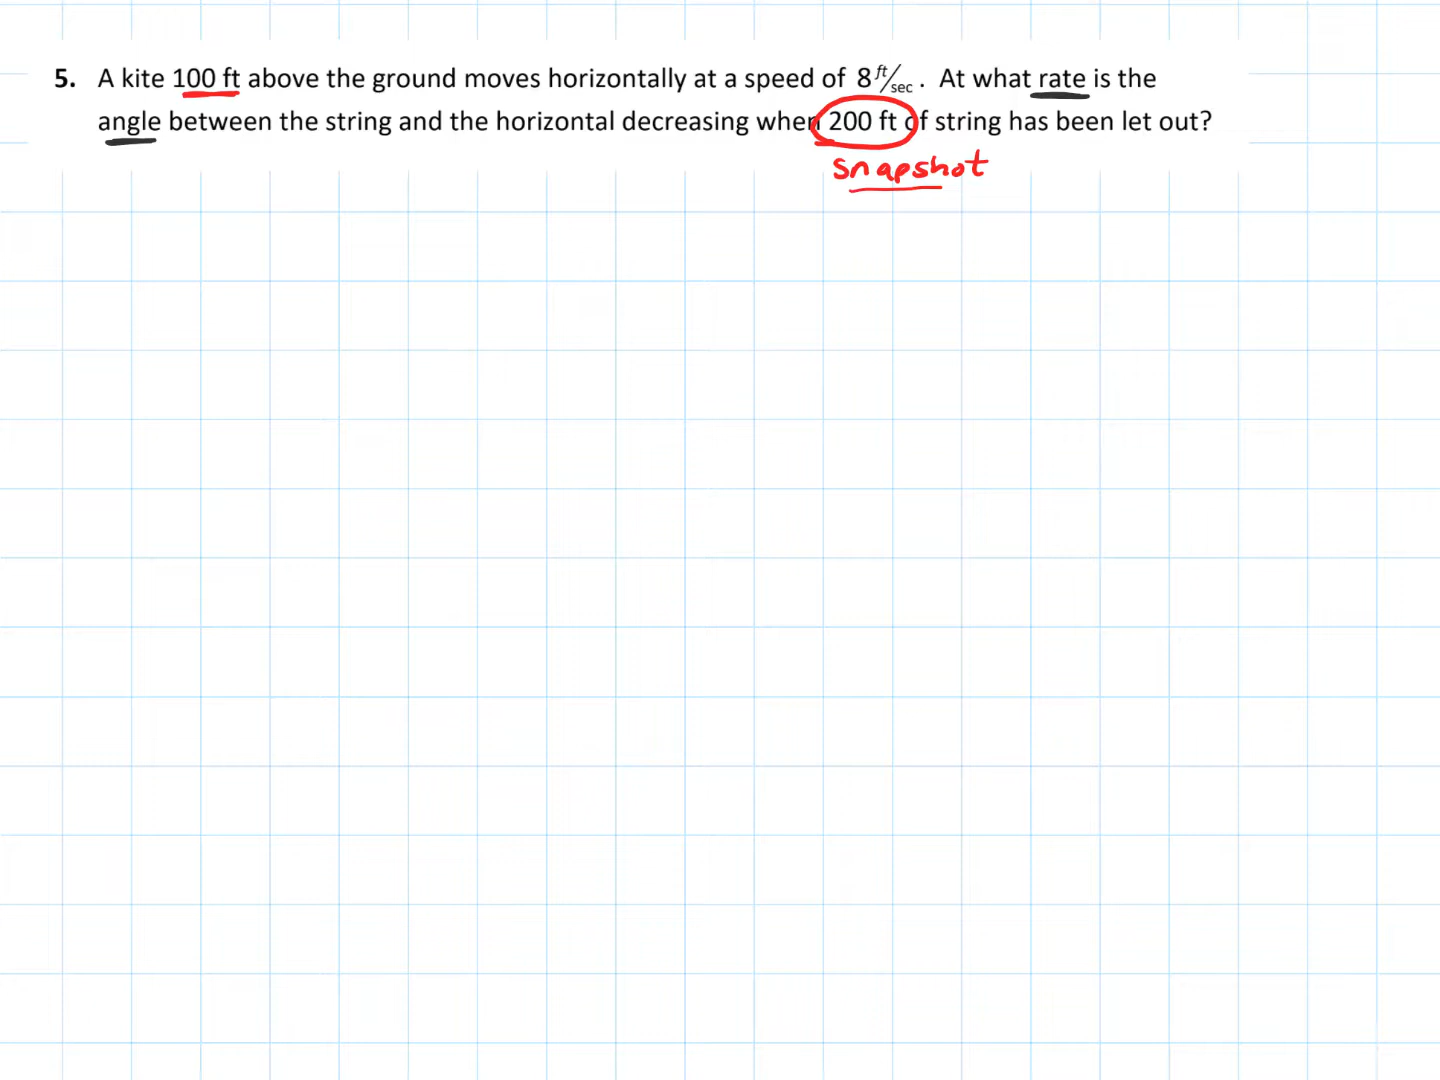 5. A kite 100 ft above the ground moves horizontally at a speed of 8 ft/sec. At what rate is the
angle between the string and the horizontal decreasing when 200 ft of string has been let out?
snapshot